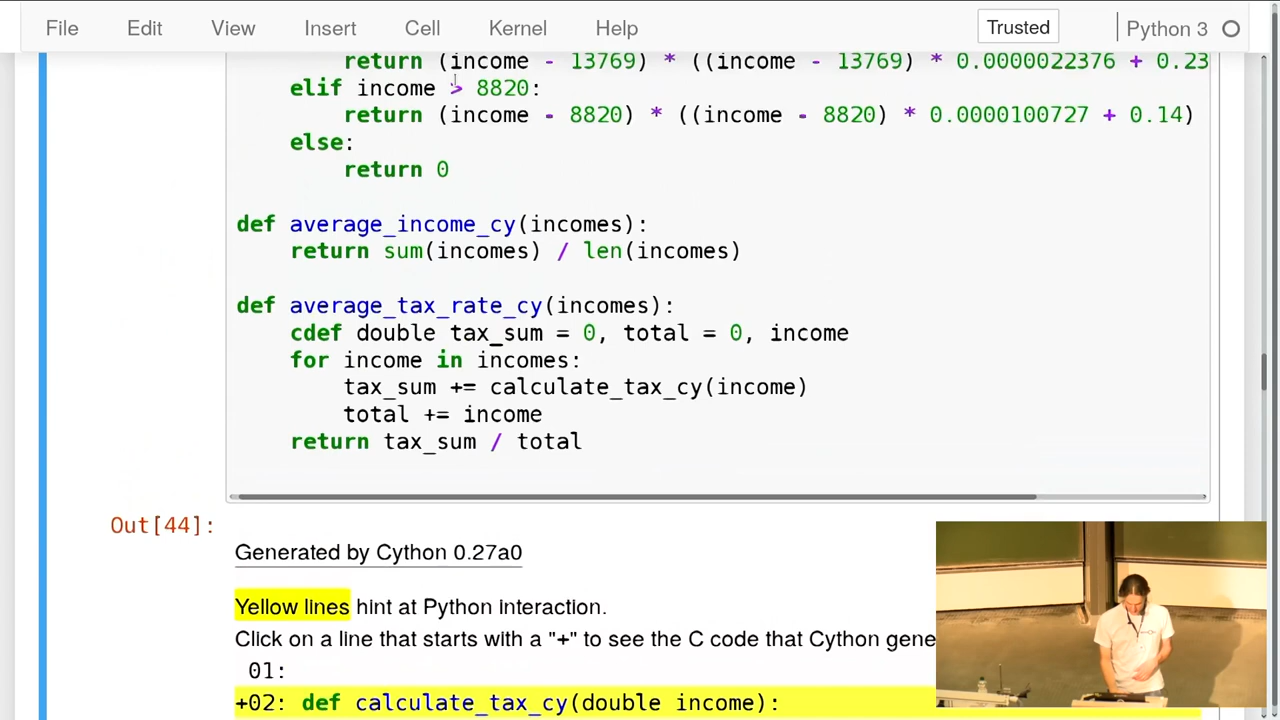 File Edit View Insert Cell Kernel Help Trusted Python 3
return (income - 13769) * ((income - 13769) * 0.0000022376 + 0.23
elif income > 8820:
return (income - 8820) * ((income - 8820) * 0.0000100727 + 0.14)
else:
return 0
def average_income_cy(incomes):
return sum(incomes) / len(incomes)
def average_tax_rate_cy(incomes):
cdef double tax_sum = 0, total = 0, income
for income in incomes:
tax_sum += calculate_tax_cy(income)
total += income
return tax_sum / total
Out[44]:
Generated by Cython 0.27a0
Yellow lines hint at Python interaction.
Click on a line that starts with a "+" to see the C code that Cython gene
01:
+02: def calculate_tax_cy(double income):